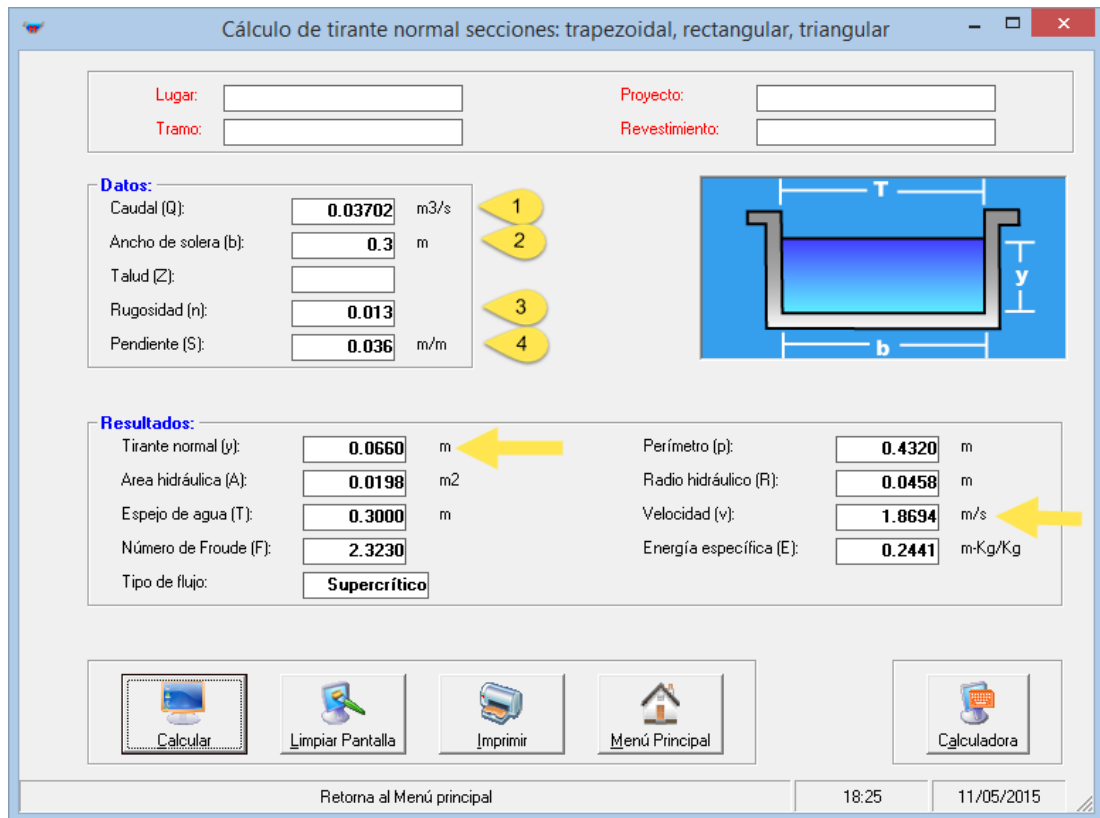 Cálculo de tirante normal secciones: trapezoidal, rectangular, triangular
Lugar:
Proyecto:
Tramo:
Revestimiento:
Datos:
Caudal (Q): 0.03702 m3/s 1
Ancho de solera (b): 0.3 m 2
Talud (Z):
Rugosidad (n): 0.013 3
Pendiente (S): 0.036 m/m 4
T
y
b
Resultados:
Tirante normal (y): 0.0660 m Perímetro (p): 0.4320 m
Area hidráulica (A): 0.0198 m2 Radio hidráulico (R): 0.0458 m
Espejo de agua (T): 0.3000 m Velocidad (v): 1.8694 m/s
Número de Froude (F): 2.3230 Energía específica (E): 0.2441 m-Kg/Kg
Tipo de flujo: Supercrítico
Calcular Limpiar Pantalla Imprimir Menú Principal Calculadora
Retorna al Menú principal 18:25 11/05/2015